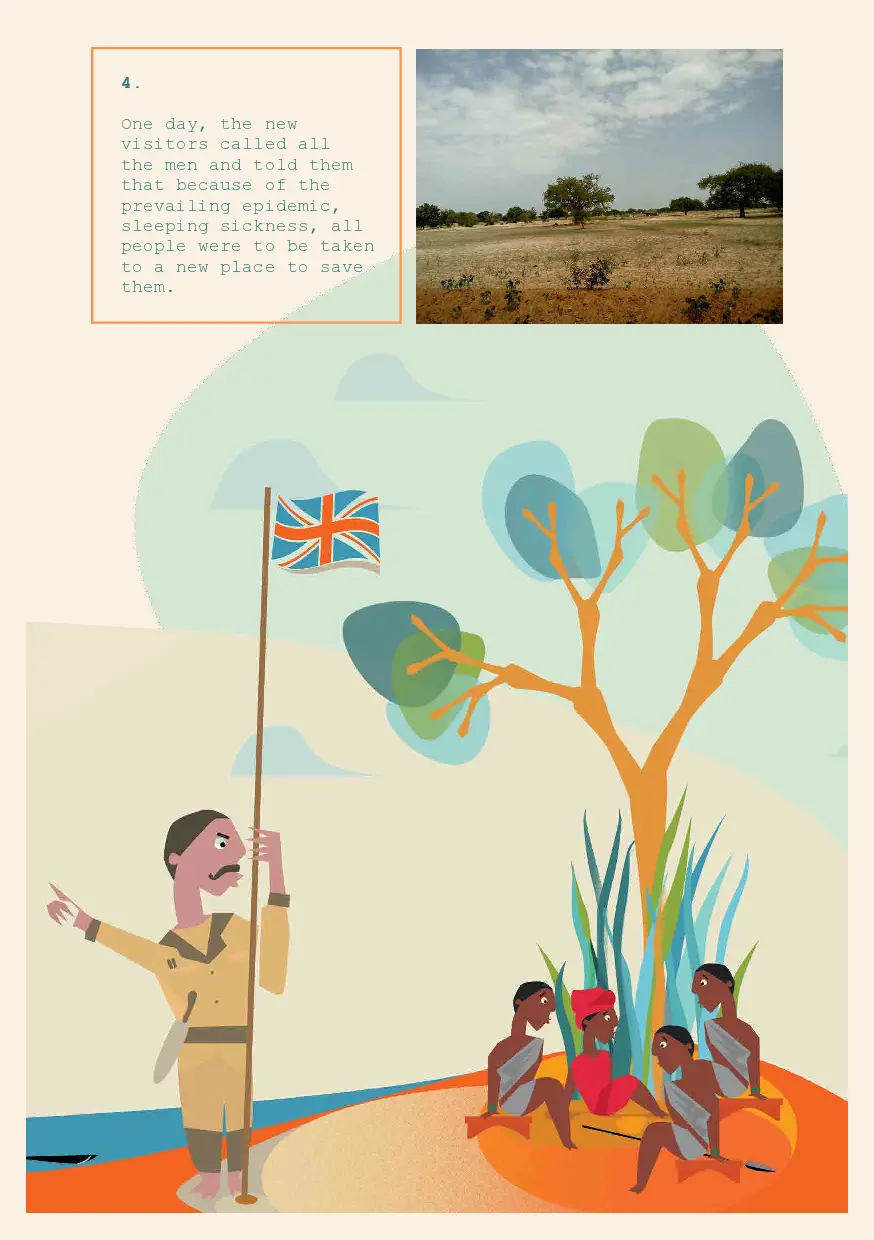 4.
One day, the new
visitors called all
the men and told them
that because of the
prevailing epidemic,
sleeping sickness, all
people were to be taken
to a new place to save
them.